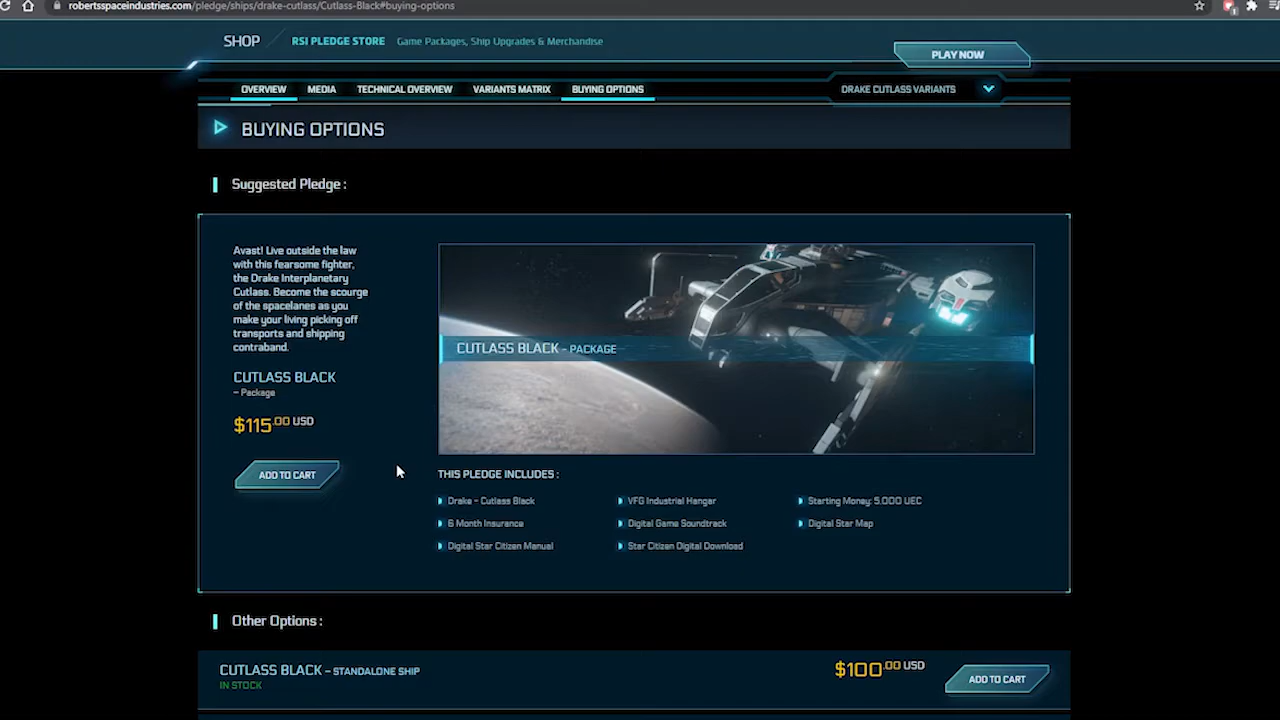 robertsspaceindustries.com/pledge/ships/drake-cutlass/Cutlass-Black#buying-options
SHOP RSI PLEDGE STORE Game Packages, Ship Upgrades & Merchandise
PLAY NOW
OVERVIEW MEDIA TECHNICAL OVERVIEW VARIANTS MATRIX BUYING OPTIONS DRAKE CUTLASS VARIANTS
BUYING OPTIONS
Suggested Pledge :
Avast! Live outside the law
with this fearsome fighter,
the Drake Interplanetary
Cutlass. Become the scourge
of the spacelanes as you
make your living picking off
transports and shipping
contraband.
CUTLASS BLACK
– Package
$115.00 USD
ADD TO CART
CUTLASS BLACK – PACKAGE
THIS PLEDGE INCLUDES :
Drake – Cutlass Black VFG Industrial Hangar Starting Money: 5,000 UEC
6 Month Insurance Digital Game Soundtrack Digital Star Map
Digital Star Citizen Manual Star Citizen Digital Download
Other Options :
CUTLASS BLACK – STANDALONE SHIP $100.00 USD ADD TO CART
IN STOCK